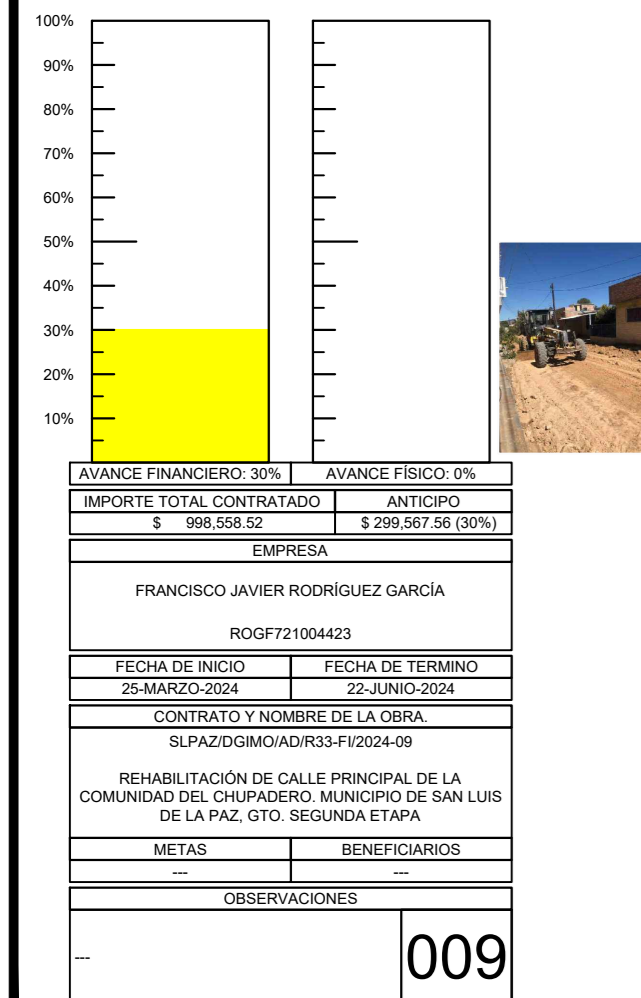 100%
90%
80%
70%
60%
50%
40%
30%
20%
10%
AVANCE FINANCIERO: 30% AVANCE FÍSICO: 0%
IMPORTE TOTAL CONTRATADO ANTICIPO
$ 998,558.52 $ 299,567.56 (30%)
EMPRESA
FRANCISCO JAVIER RODRÍGUEZ GARCÍA
ROGF721004423
FECHA DE INICIO FECHA DE TERMINO
25-MARZO-2024 22-JUNIO-2024
CONTRATO Y NOMBRE DE LA OBRA.
SLPAZ/DGIMO/AD/R33-FI/2024-09
REHABILITACIÓN DE CALLE PRINCIPAL DE LA
COMUNIDAD DEL CHUPADERO. MUNICIPIO DE SAN LUIS
DE LA PAZ, GTO. SEGUNDA ETAPA
METAS BENEFICIARIOS
--- ---
OBSERVACIONES
--- 009